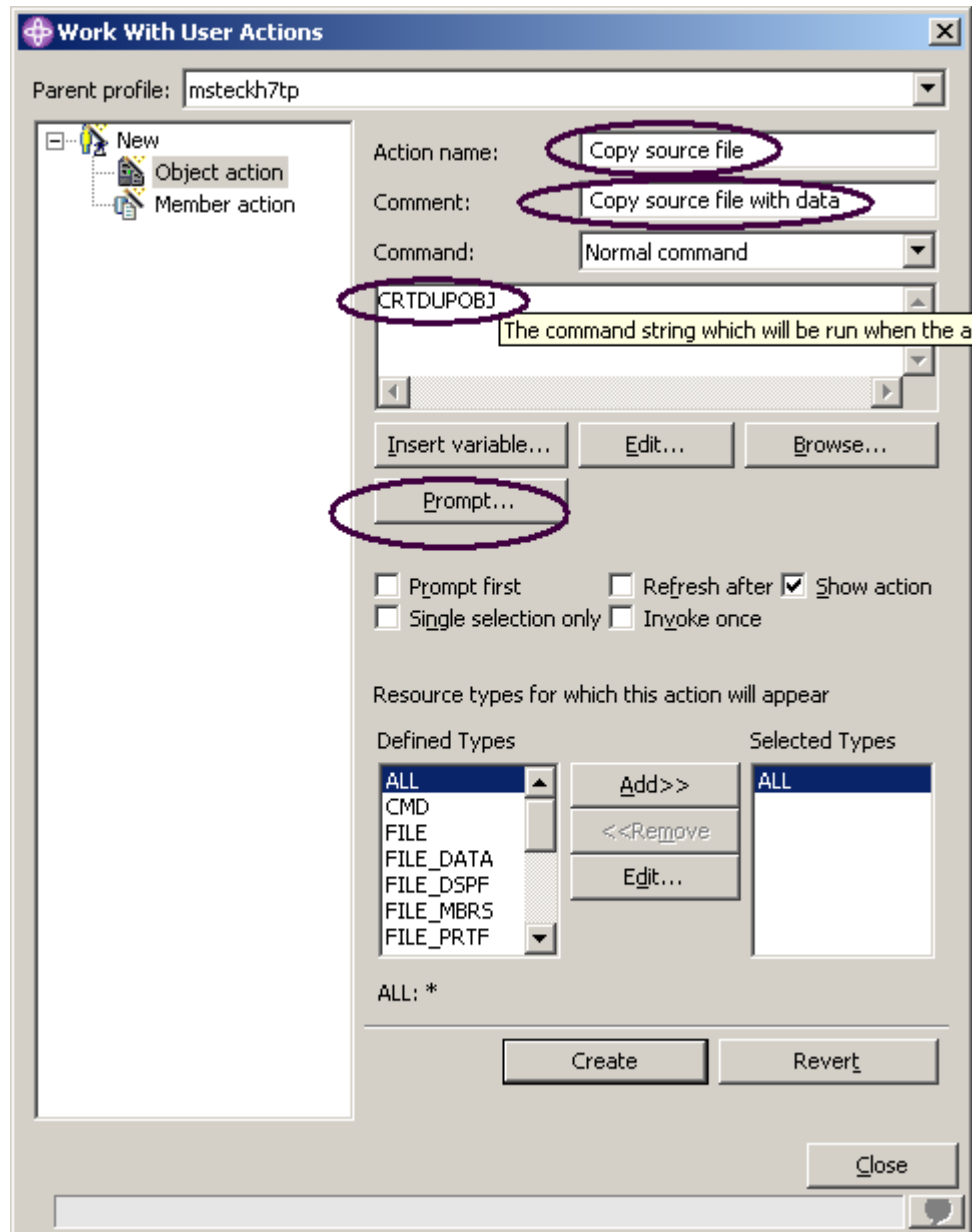 Work With User Actions
Parent profile: msteckh7tp
New
Object action
Member action
Action name: Copy source file
Comment: Copy source file with data
Command: Normal command
CRTDUPOBJ
The command string which will be run when the a
Insert variable... Edit... Browse...
Prompt...
Prompt first Refresh after Show action
Single selection only Invoke once
Resource types for which this action will appear
Defined Types Selected Types
ALL Add>> ALL
CMD
FILE <<Remove
FILE_DATA
FILE_DSPF Edit...
FILE_MBRS
FILE_PRTF
ALL: *
Create Revert
Close